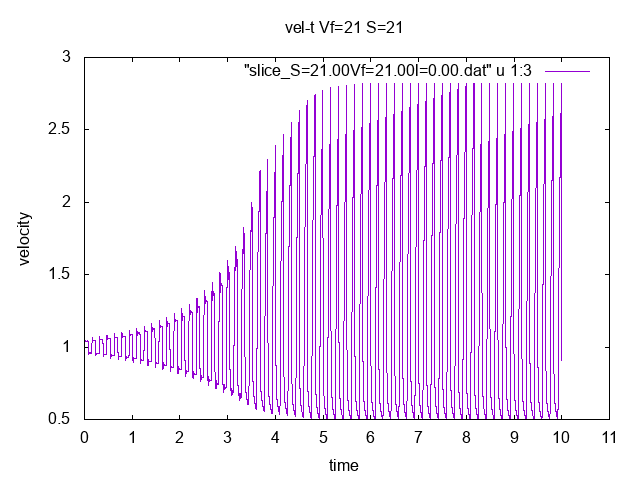 vel-t Vf=21 S=21
"slice_S=21.00Vf=21.00I=0.00.dat" u 1:3
3
2.5
2
1.5
1
0.5
velocity
0 1 2 3 4 5 6 7 8 9 10 11
time